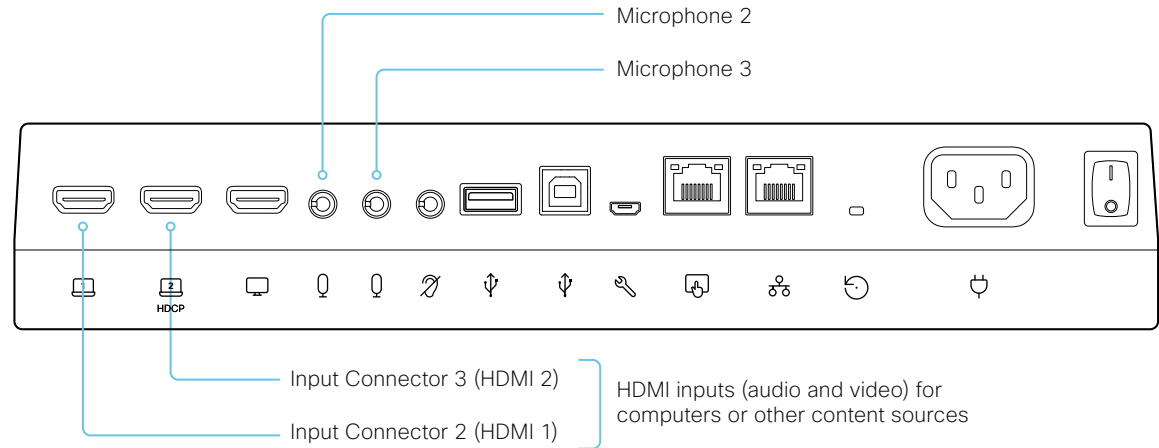 Microphone 2
Microphone 3
1
2
HDCP
Input Connector 3 (HDMI 2)
Input Connector 2 (HDMI 1)
HDMI inputs (audio and video) for
computers or other content sources